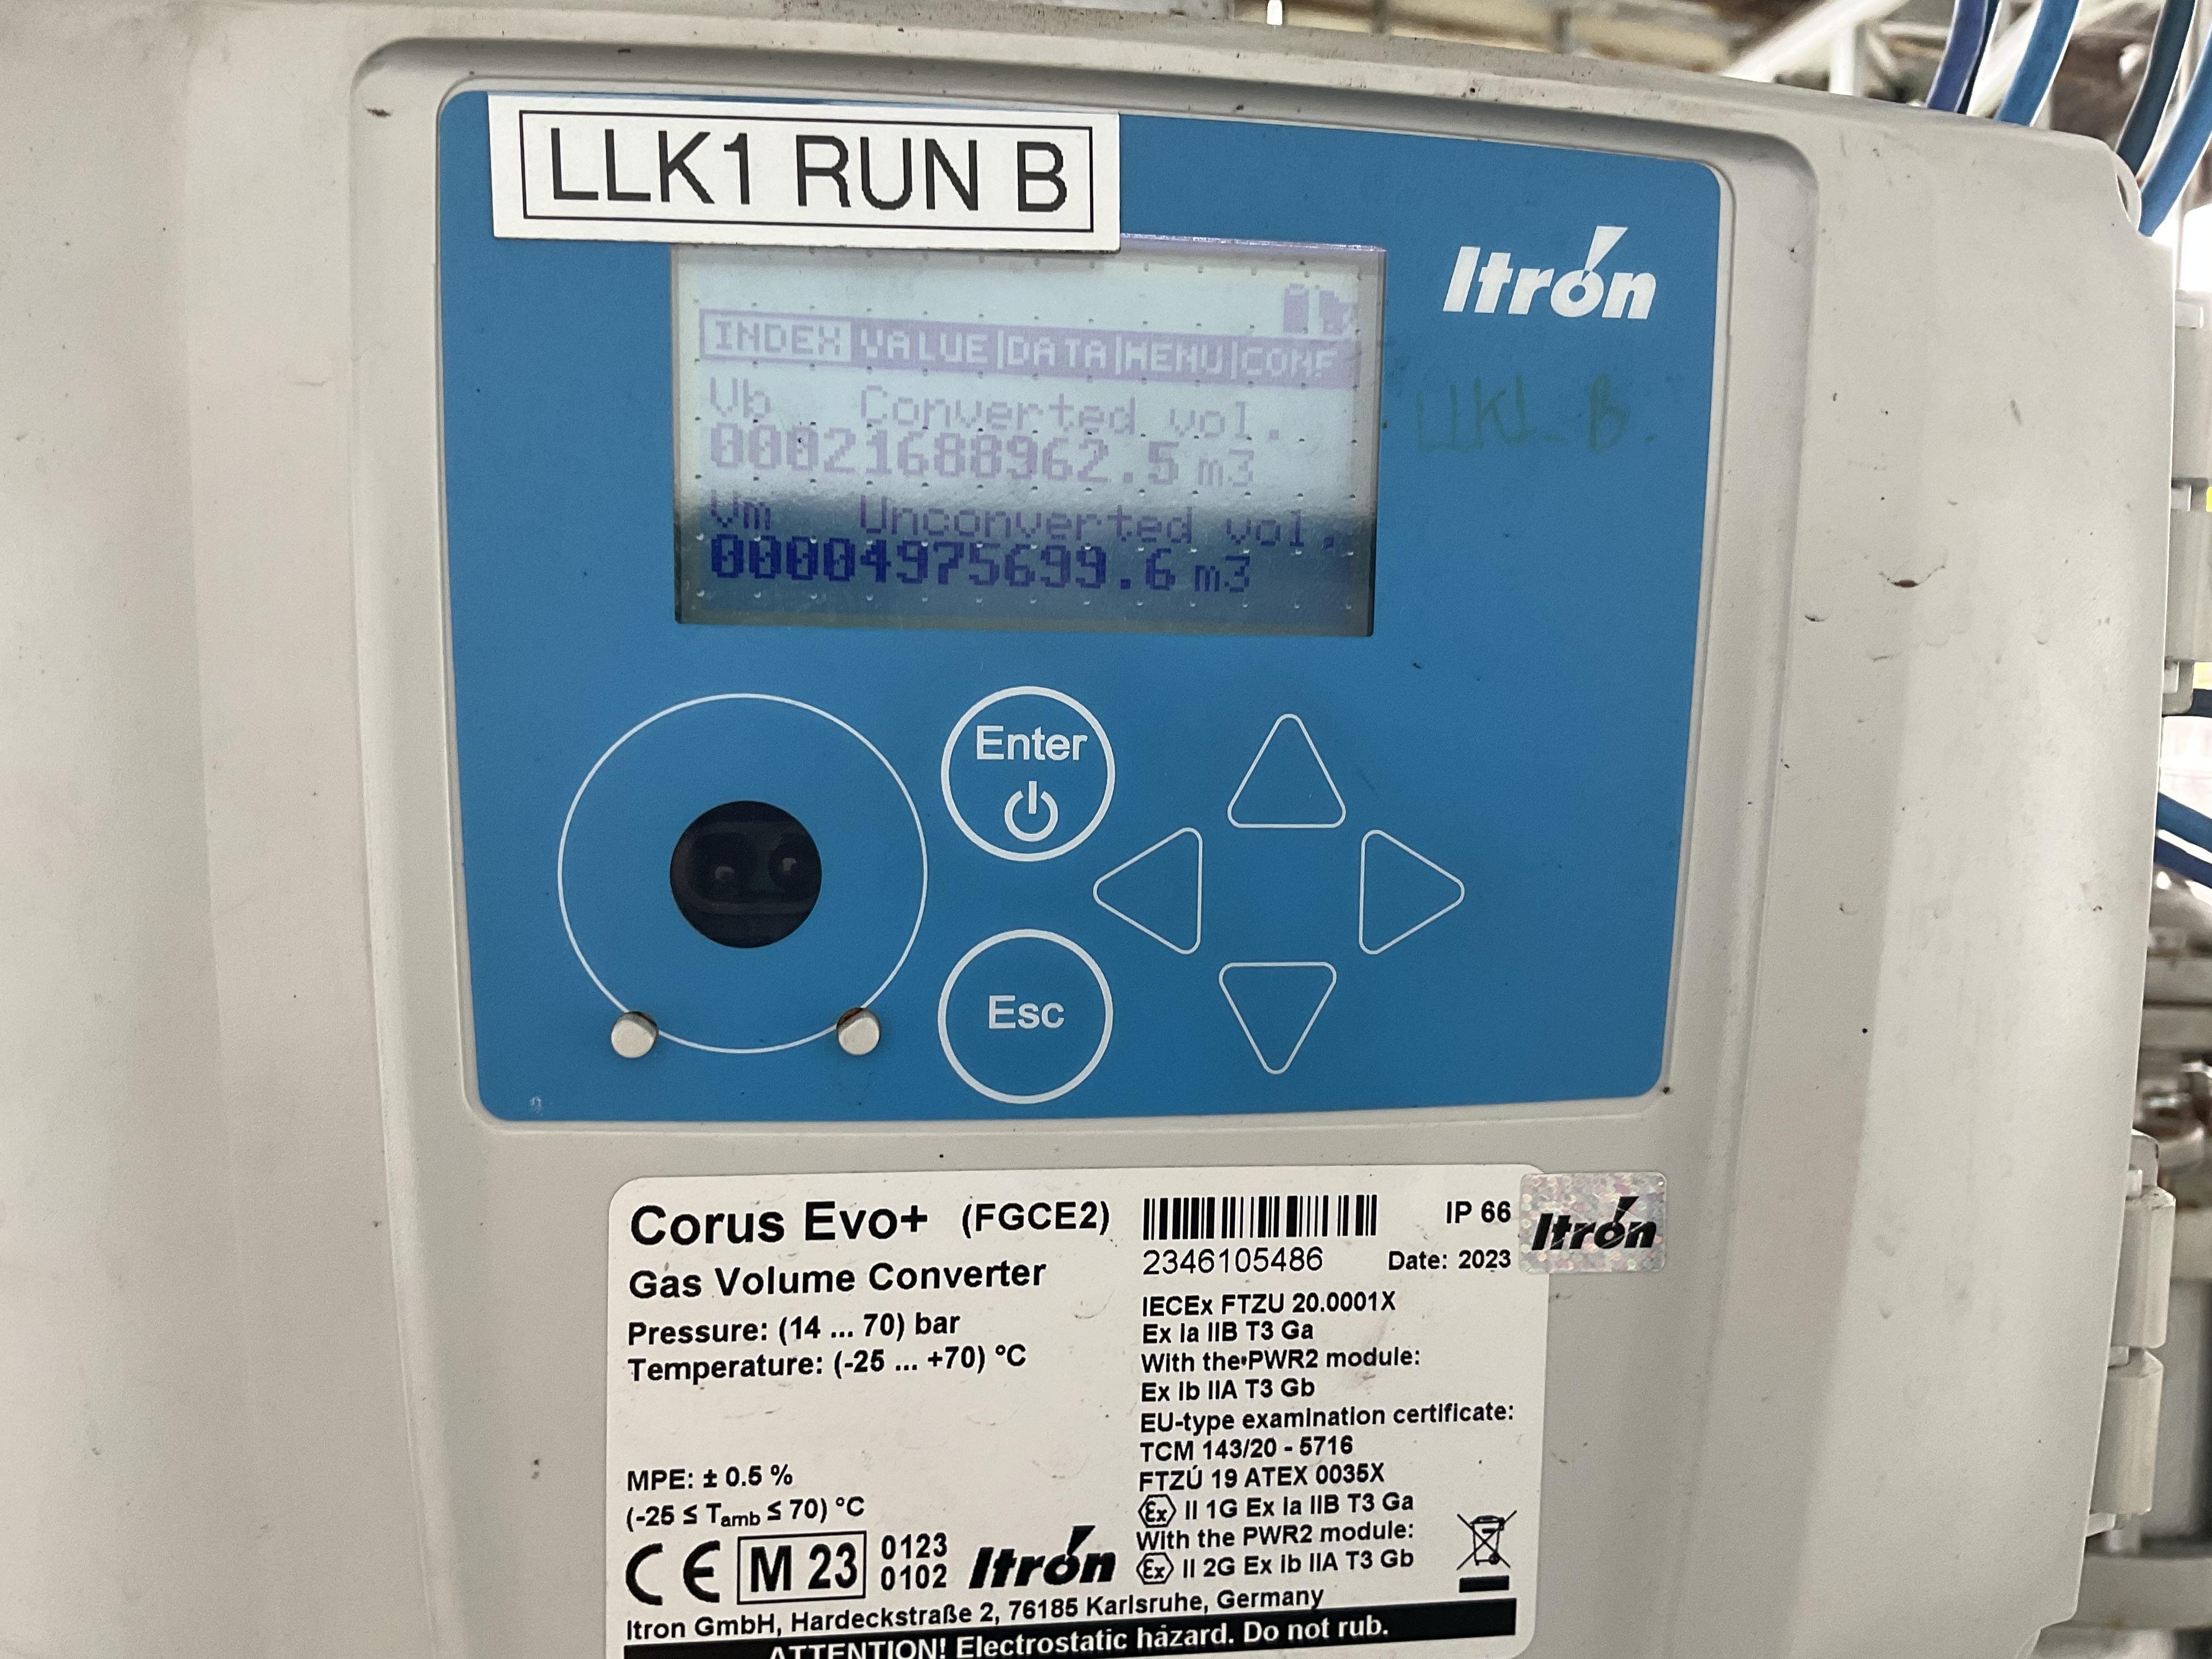 LLK1 RUN B
Itrón
INDEX VALUE|DATA|MENU|CONF
Vb Converted vol.
00021688962.5 m3
Vm Unconverted vol.
00004975699.6 m3
LLK1-B.
Enter
Esc
Corus Evo+ (FGCE2)
Gas Volume Converter
Pressure: (14 ... 70) bar
Temperature: (-25 ... +70) °C
MPE: ± 0.5 %
(-25 ≤ Tamb ≤ 70) °C
CE M 23 0123
0102
Itrón
2346105486
IP 66
Date: 2023
Itrón
IECEx FTZU 20.0001X
Ex ia IIB T3 Ga
With the PWR2 module:
Ex ib IIA T3 Gb
EU-type examination certificate:
TCM 143/20 - 5716
FTZÚ 19 ATEX 0035X
Ex II 1G Ex ia IIB T3 Ga
With the PWR2 module:
Ex II 2G Ex ib IIA T3 Gb
Itron GmbH, Hardeckstraße 2, 76185 Karlsruhe, Germany
ATTENTION! Electrostatic hazard. Do not rub.